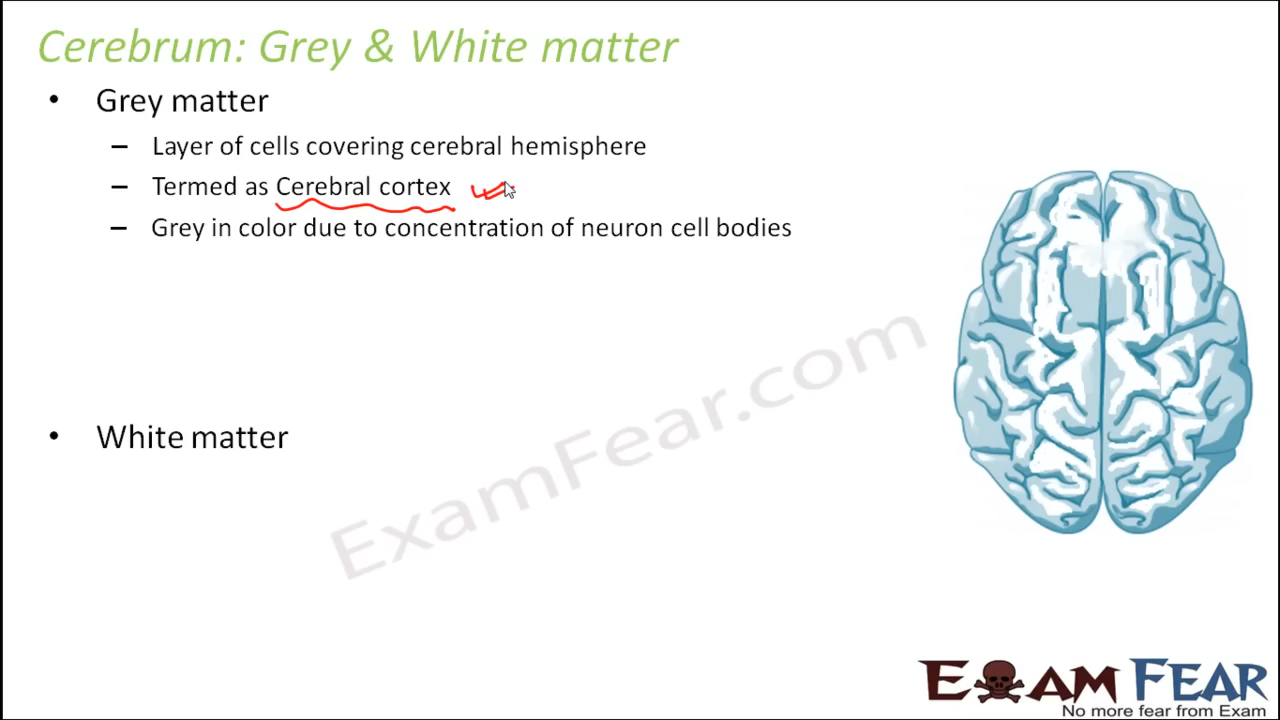 Cerebrum: Grey & White matter
• Grey matter
– Layer of cells covering cerebral hemisphere
– Termed as Cerebral cortex
– Grey in color due to concentration of neuron cell bodies
• White matter
ExamFear.com
EXAM FEAR
No more fear from Exam